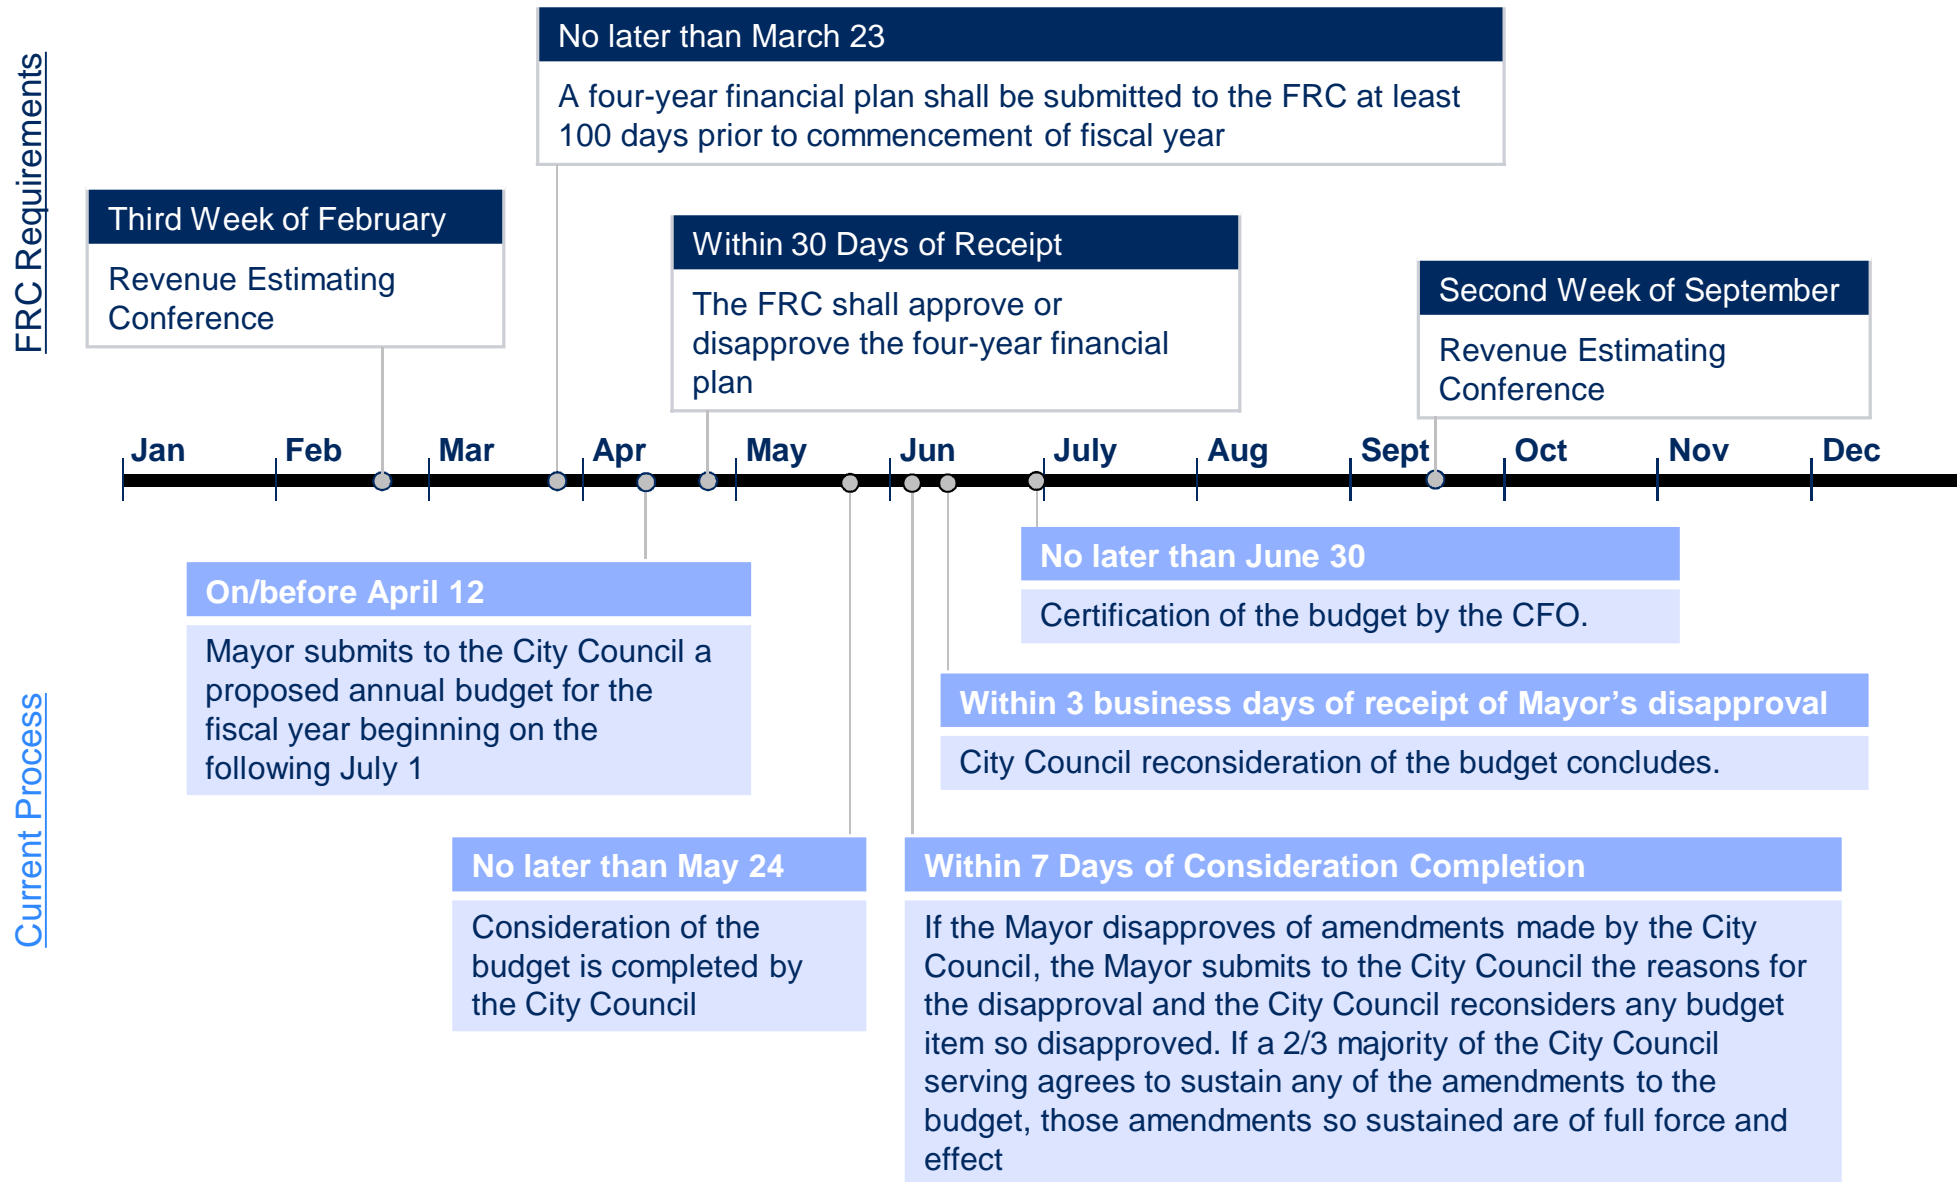 FRC Requirements
No later than March 23
A four-year financial plan shall be submitted to the FRC at least
100 days prior to commencement of fiscal year
Third Week of February
Revenue Estimating
Conference
Within 30 Days of Receipt
The FRC shall approve or
disapprove the four-year financial
plan
Second Week of September
Revenue Estimating
Conference
Jan Feb Mar Apr May Jun July Aug Sept Oct Nov Dec
Current Process
On/before April 12
Mayor submits to the City Council a
proposed annual budget for the
fiscal year beginning on the
following July 1
No later than June 30
Certification of the budget by the CFO.
Within 3 business days of receipt of Mayor’s disapproval
City Council reconsideration of the budget concludes.
No later than May 24
Consideration of the
budget is completed by
the City Council
Within 7 Days of Consideration Completion
If the Mayor disapproves of amendments made by the City
Council, the Mayor submits to the City Council the reasons for
the disapproval and the City Council reconsiders any budget
item so disapproved. If a 2/3 majority of the City Council
serving agrees to sustain any of the amendments to the
budget, those amendments so sustained are of full force and
effect